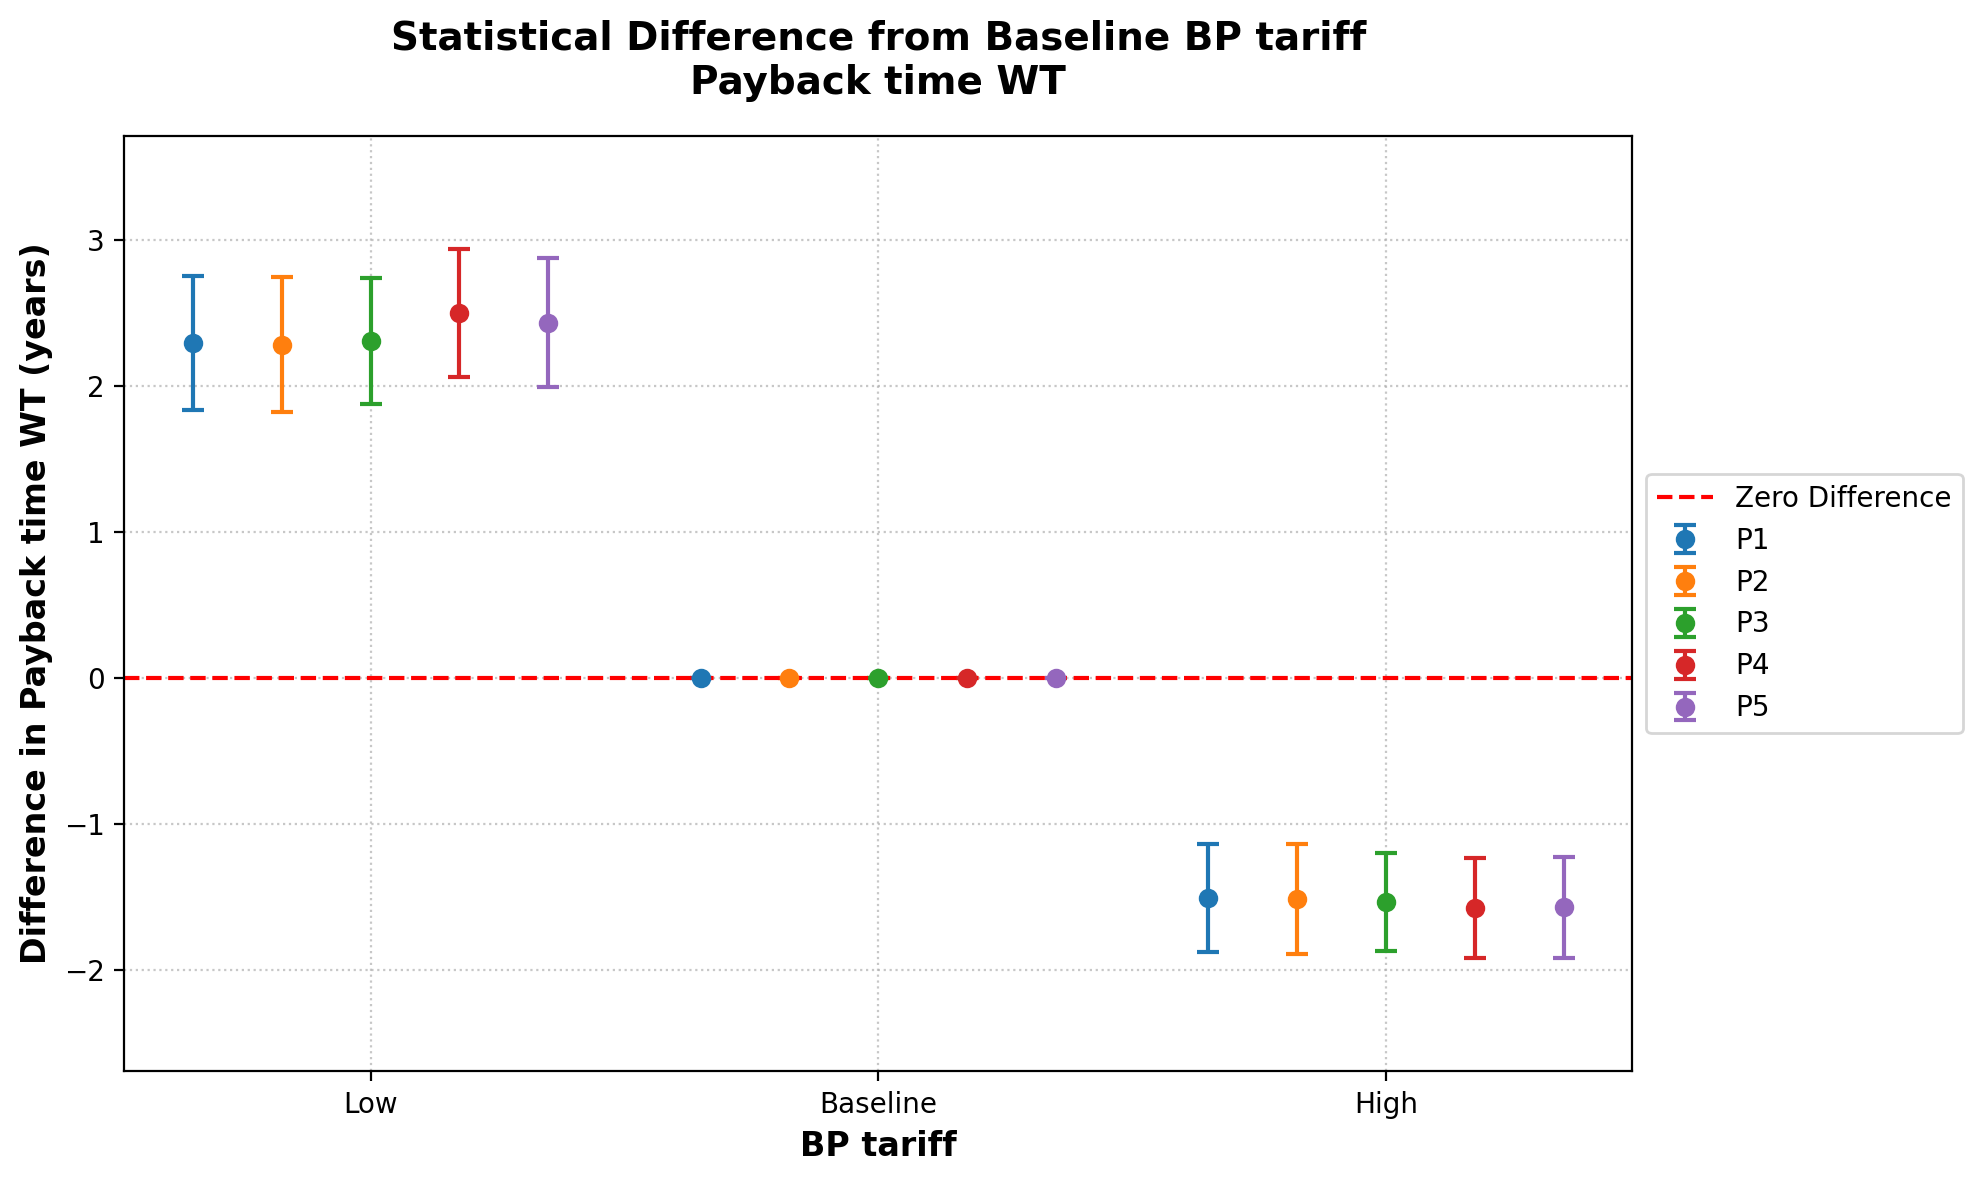 Statistical Difference from Baseline BP tariff
Payback time WT
Difference in Payback time WT (years)
3
2
1
0
−1
−2
Low
Baseline
High
BP tariff
Zero Difference
P1
P2
P3
P4
P5